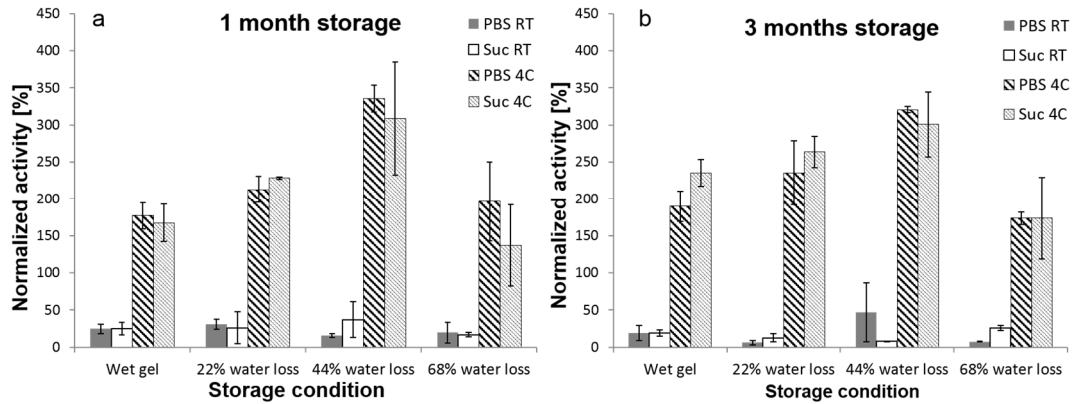 a
1 month storage
Normalized activity [%]
450
400
350
300
250
200
150
100
50
0
PBS RT
Suc RT
PBS 4C
Suc 4C
Wet gel 22% water loss 44% water loss 68% water loss
Storage condition
b
3 months storage
Normalized activity [%]
450
400
350
300
250
200
150
100
50
0
PBS RT
Suc RT
PBS 4C
Suc 4C
Wet gel 22% water loss 44% water loss 68% water loss
Storage condition